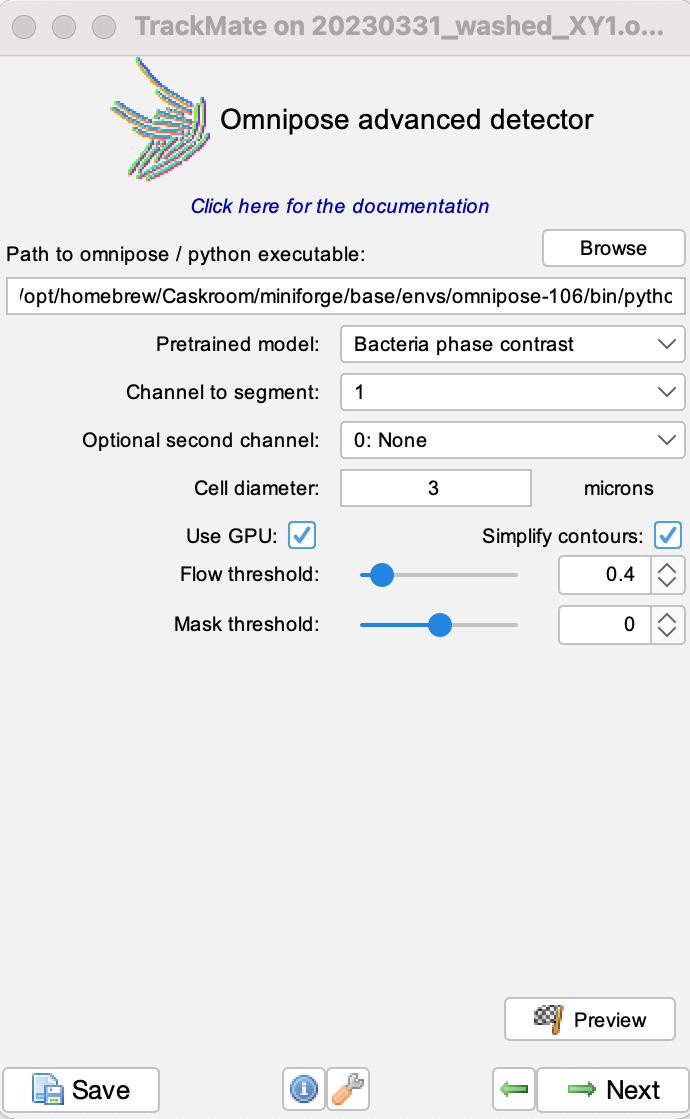 TrackMate on 20230331_washed_XY1.o...
Omnipose advanced detector
Click here for the documentation
Path to omnipose / python executable:
Browse
/opt/homebrew/Caskroom/miniforge/base/envs/omnipose-106/bin/pytho
Pretrained model: Bacteria phase contrast
Channel to segment: 1
Optional second channel: 0: None
Cell diameter: 3 microns
Use GPU: Simplify contours:
Flow threshold: 0.4
Mask threshold: 0
Preview
Save Next